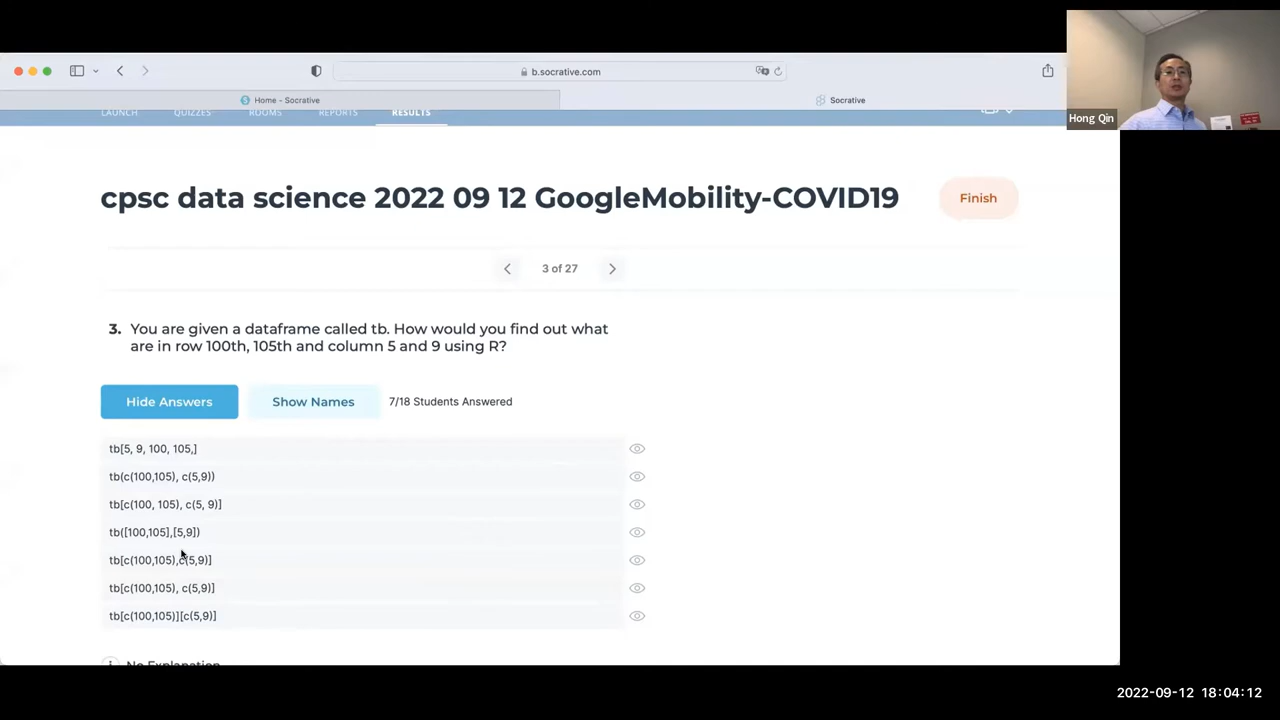 b.socrative.com
Home - Socrative
Socrative
LAUNCH QUIZZES ROOMS REPORTS RESULTS
Hong Qin
cpsc data science 2022 09 12 GoogleMobility-COVID19
Finish
3 of 27
3. You are given a dataframe called tb. How would you find out what
are in row 100th, 105th and column 5 and 9 using R?
Hide Answers
Show Names
7/18 Students Answered
tb[5, 9, 100, 105,]
tb(c(100,105), c(5,9))
tb[c(100, 105), c(5, 9)]
tb([100,105],[5,9])
tb[c(100,105),c(5,9)]
tb[c(100,105), c(5,9)]
tb[c(100,105)][c(5,9)]
No Explanation
2022-09-12 18:04:12